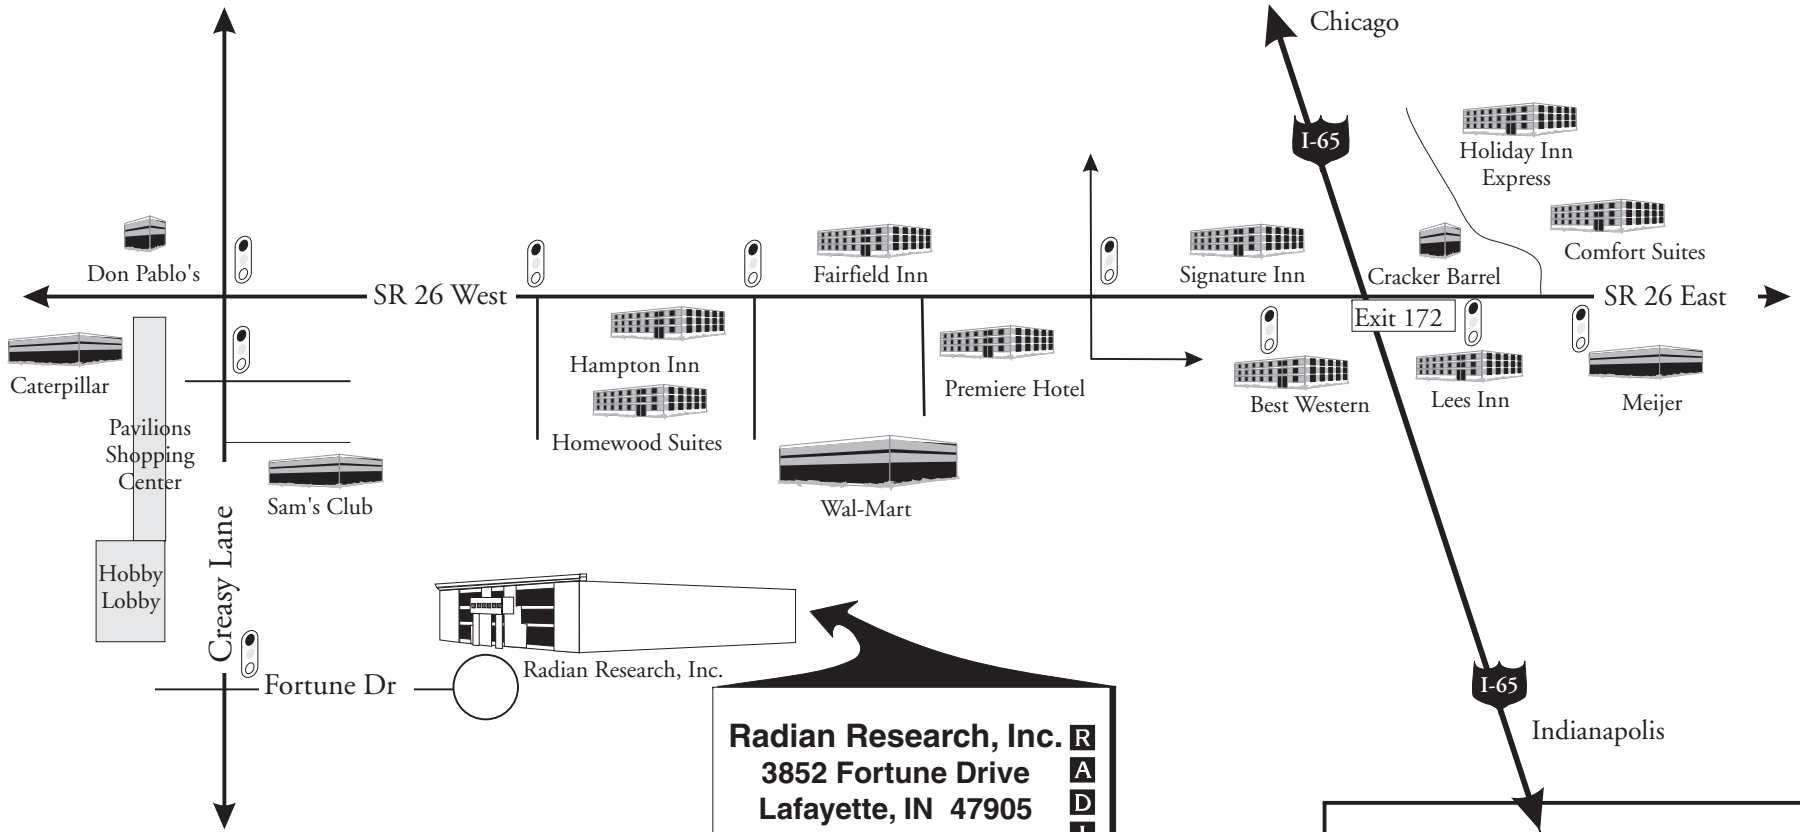 Chicago
I-65
Holiday Inn
Express
Don Pablo's
Fairfield Inn
Signature Inn
Cracker Barrel
Comfort Suites
SR 26 West
SR 26 East
Exit 172
Caterpillar
Hampton Inn
Premiere Hotel
Best Western
Lees Inn
Meijer
Pavilions
Shopping
Center
Homewood Suites
Sam's Club
Wal-Mart
Creasy Lane
Hobby
Lobby
Radian Research, Inc.
Fortune Dr
I-65
Indianapolis
Radian Research, Inc.
3852 Fortune Drive
Lafayette, IN 47905
R
A
D